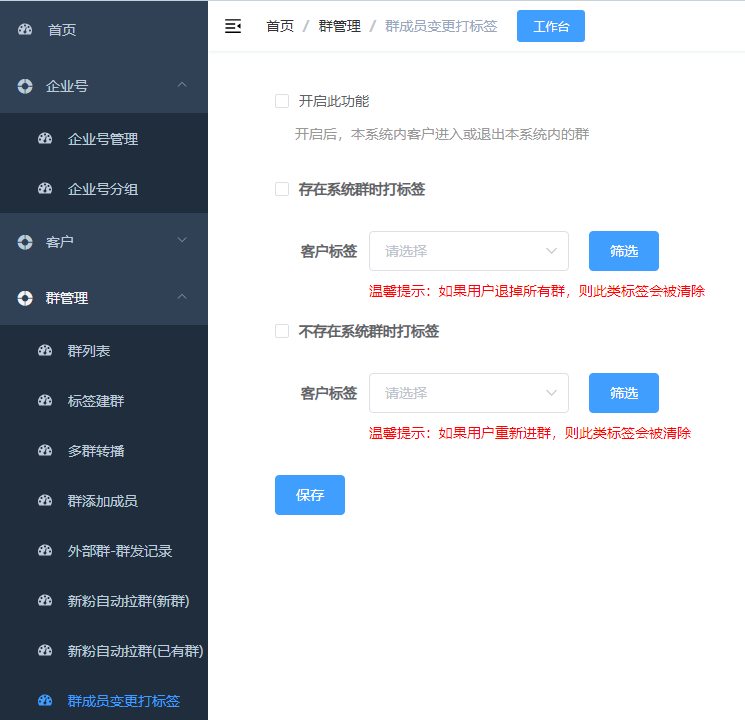 首页
企业号
企业号管理
企业号分组
客户
群管理
群列表
标签建群
多群转播
群添加成员
外部群-群发记录
新粉自动拉群(新群)
新粉自动拉群(已有群)
群成员变更打标签
首页 / 群管理 / 群成员变更打标签 工作台
开启此功能
开启后，本系统内客户进入或退出本系统内的群
存在系统群时打标签
客户标签 请选择 筛选
温馨提示：如果用户退掉所有群，则此类标签会被清除
不存在系统群时打标签
客户标签 请选择 筛选
温馨提示：如果用户重新进群，则此类标签会被清除
保存